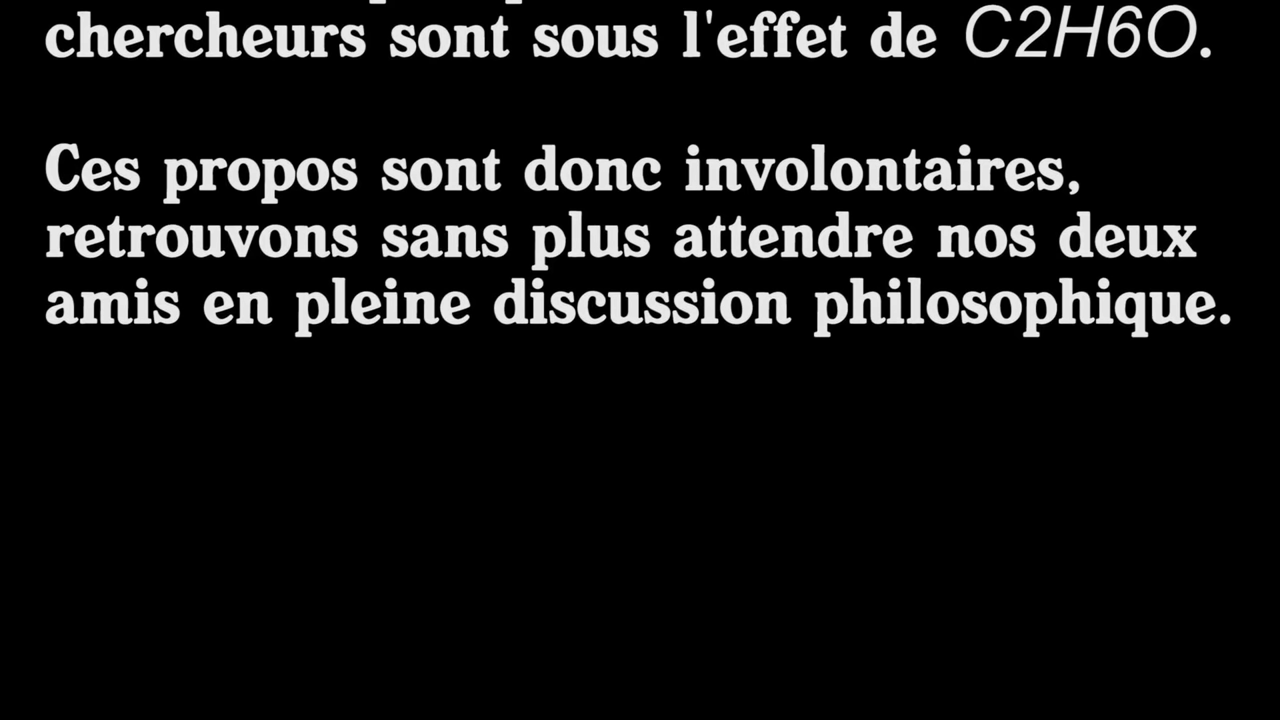 chercheurs sont sous l'effet de C2H6O.
Ces propos sont donc involontaires,
retrouvons sans plus attendre nos deux
amis en pleine discussion philosophique.